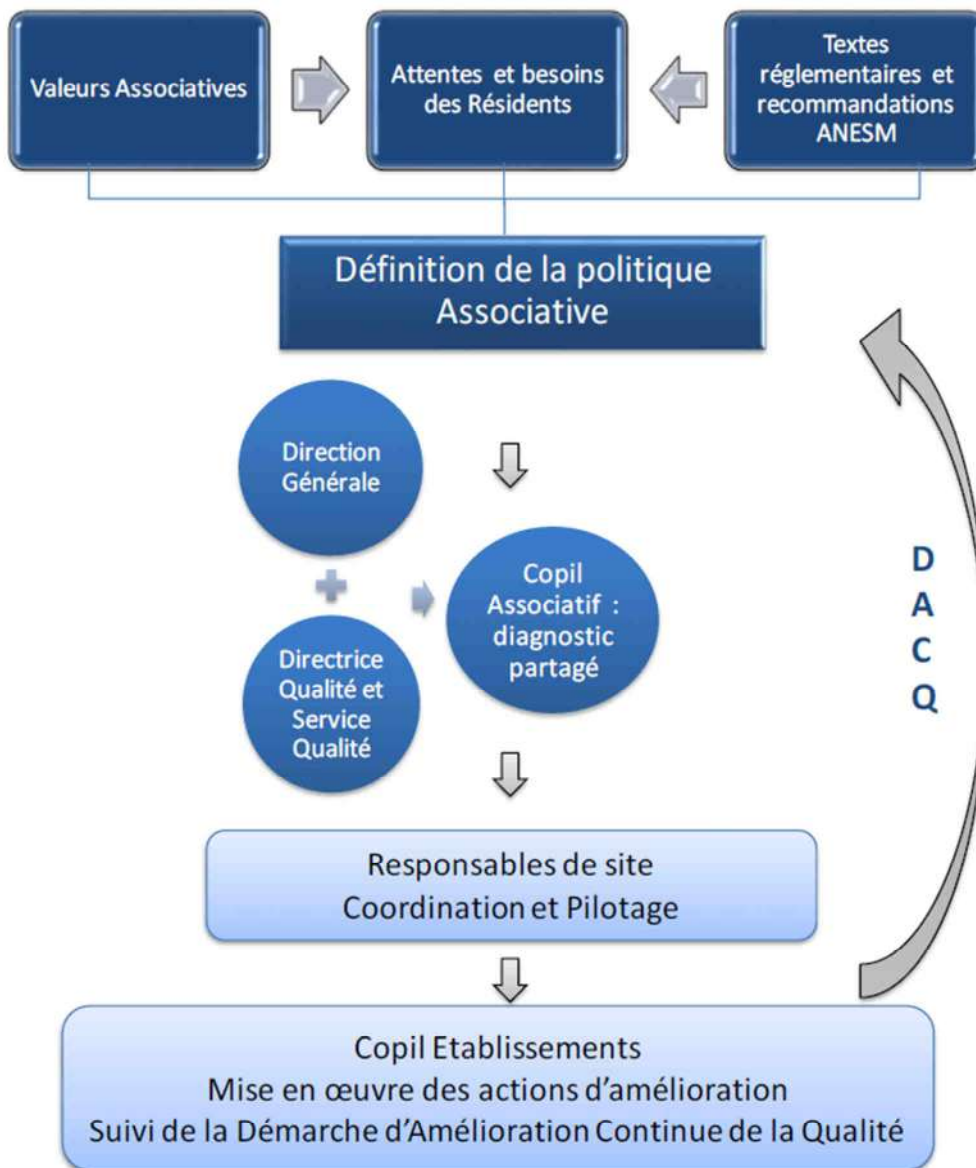 Valeurs Associatives
Attentes et besoins
des Résidents
Textes
réglementaires et
recommandations
ANESM
Définition de la politique
Associative
Direction
Générale
Copil
Associatif :
diagnostic
partagé
Directrice
Qualité et
Service
Qualité
D
A
C
Q
Responsables de site
Coordination et Pilotage
Copil Etablissements
Mise en œuvre des actions d’amélioration
Suivi de la Démarche d’Amélioration Continue de la Qualité